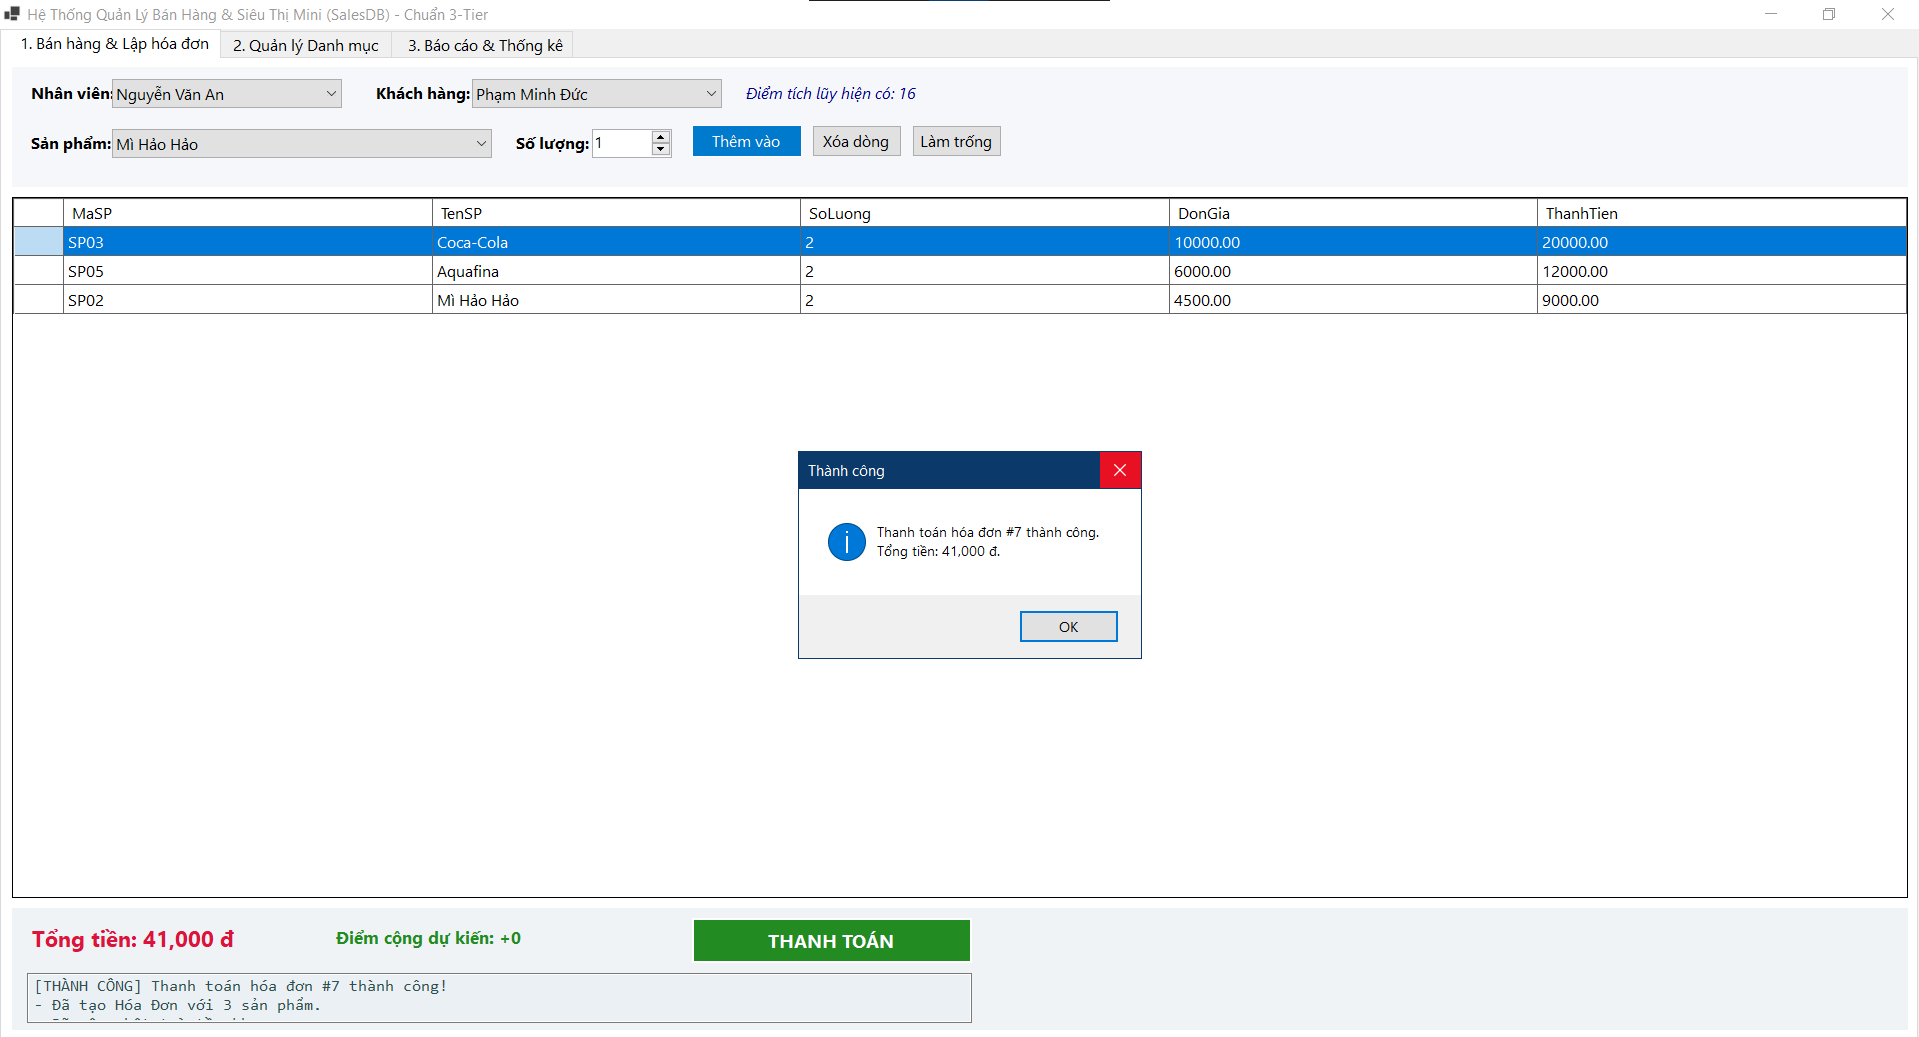 Hệ Thống Quản Lý Bán Hàng & Siêu Thị Mini (SalesDB) - Chuẩn 3-Tier
1. Bán hàng & Lập hóa đơn 2. Quản lý Danh mục 3. Báo cáo & Thống kê
Nhân viên: Nguyễn Văn An Khách hàng: Phạm Minh Đức Điểm tích lũy hiện có: 16
Sản phẩm: Mì Hảo Hảo Số lượng: 1 Thêm vào Xóa dòng Làm trống
MaSP TenSP SoLuong DonGia ThanhTien
SP03 Coca-Cola 2 10000.00 20000.00
SP05 Aquafina 2 6000.00 12000.00
SP02 Mì Hảo Hảo 2 4500.00 9000.00
Thành công
Thanh toán hóa đơn #7 thành công.
Tổng tiền: 41,000 đ.
OK
Tổng tiền: 41,000 đ Điểm cộng dự kiến: +0 THANH TOÁN
[THÀNH CÔNG] Thanh toán hóa đơn #7 thành công!
- Đã tạo Hóa Đơn với 3 sản phẩm.